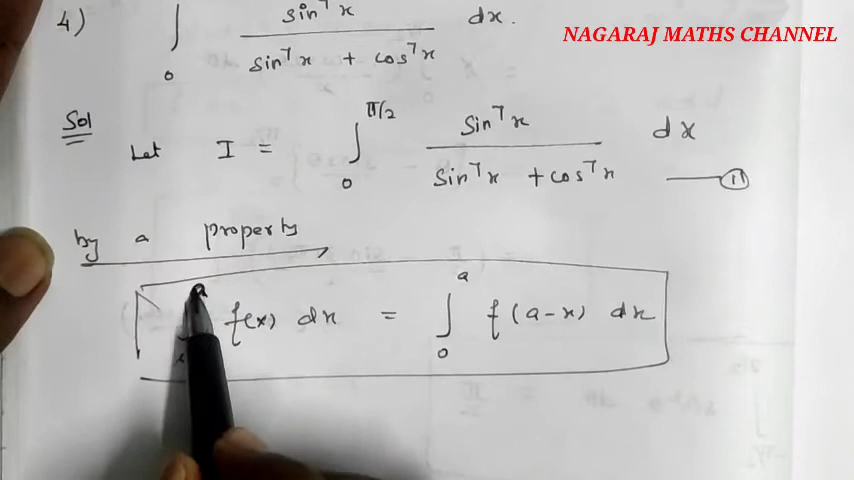 NAGARAJ MATHS CHANNEL
4) ∫₀ sin⁷x / (sin⁷x + cos⁷x) dx.
Sol
Let I = ∫₀^(π/2) sin⁷x / (sin⁷x + cos⁷x) dx — (1)
by a property
∫^a f(x) dx = ∫₀^a f(a-x) dx